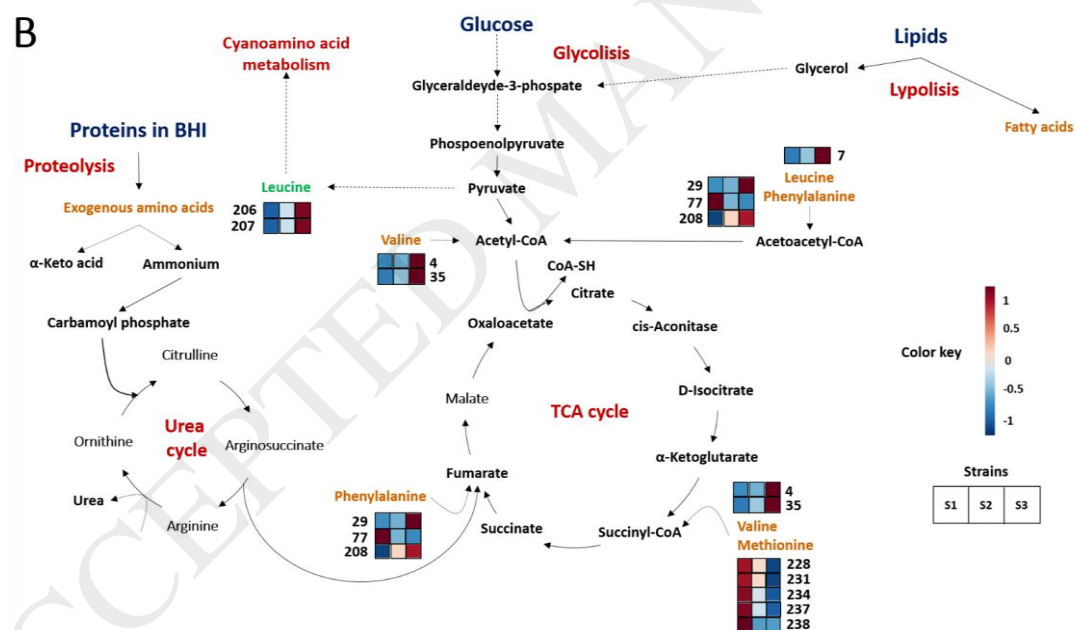 B
Glucose
Lipids
Cyanoamino acid
metabolism
Glycolisis
Glyceraldeyde-3-phospate
Glycerol
Lypolisis
Fatty acids
Proteins in BHI
Proteolysis
Phospoenolpyruvate
7
Leucine
Phenylalanine
29
77
208
Exogenous amino acids
Leucine
206
207
Pyruvate
Valine
4
35
Acetyl-CoA
Acetoacetyl-CoA
α-Keto acid
Ammonium
CoA-SH
Citrate
Carbamoyl phosphate
Oxaloacetate
cis-Aconitase
Citrulline
Color key
1
0.5
0
-0.5
-1
Malate
TCA cycle
D-Isocitrate
Ornithine
Urea
cycle
Arginosuccinate
α-Ketoglutarate
Fumarate
Strains
S1 S2 S3
Urea
Arginine
Phenylalanine
29
77
208
Succinate
Succinyl-CoA
4
35
Valine
Methionine
228
231
234
237
238
CCEPTED MAN